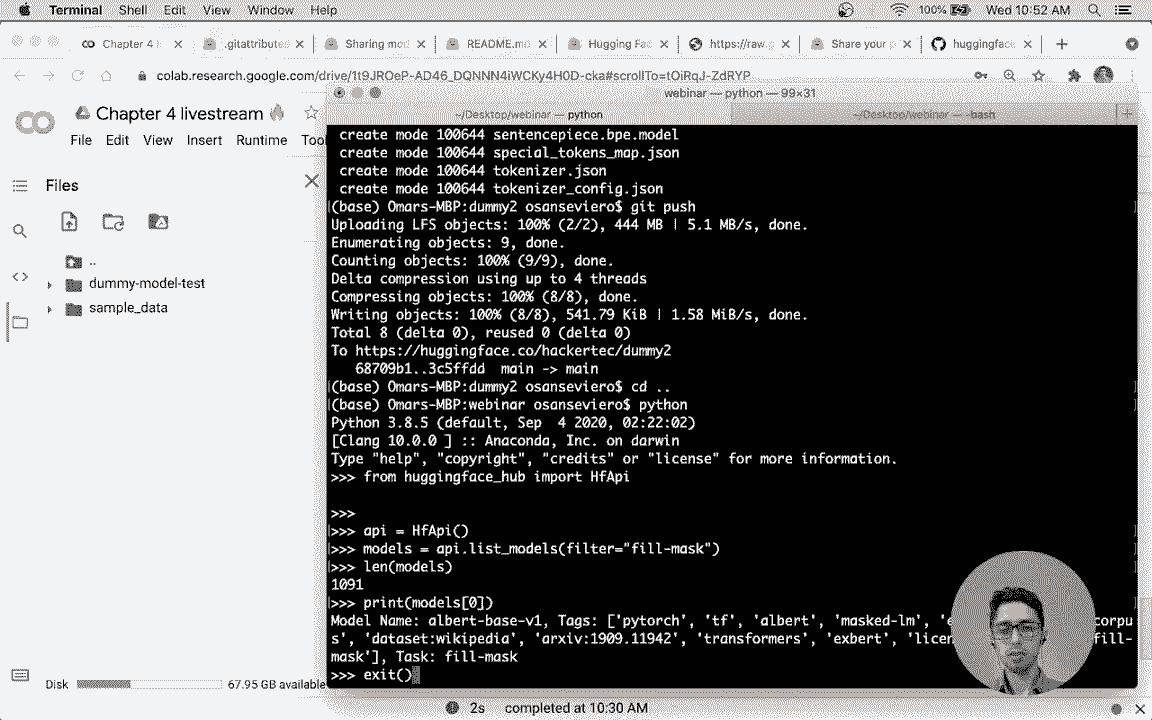 Terminal Shell Edit View Window Help 100% Wed 10:52 AM
Chapter 4 l .gitattributes Sharing mod README.md Hugging Fac https://raw.g Share your p huggingface
colab.research.google.com/drive/1t9JROeP-AD46_DQNNN4iWCKy4H0D-cka#scrollTo=tOiRqJ-ZdRYP
webinar — python — 99×31
~/Desktop/webinar — python ~/Desktop/webinar — -bash
Chapter 4 livestream
File Edit View Insert Runtime Tool
Files
..
dummy-model-test
sample_data
Disk 67.95 GB available
create mode 100644 sentencepiece.bpe.model
create mode 100644 special_tokens_map.json
create mode 100644 tokenizer.json
create mode 100644 tokenizer_config.json
(base) Omars-MBP:dummy2 osanseviero$ git push
Uploading LFS objects: 100% (2/2), 444 MB | 5.1 MB/s, done.
Enumerating objects: 9, done.
Counting objects: 100% (9/9), done.
Delta compression using up to 4 threads
Compressing objects: 100% (8/8), done.
Writing objects: 100% (8/8), 541.79 KiB | 1.58 MiB/s, done.
Total 8 (delta 0), reused 0 (delta 0)
To https://huggingface.co/hackertec/dummy2
68709b1..3c5ffdd main -> main
(base) Omars-MBP:dummy2 osanseviero$ cd ..
(base) Omars-MBP:webinar osanseviero$ python
Python 3.8.5 (default, Sep 4 2020, 02:22:02)
[Clang 10.0.0 ] :: Anaconda, Inc. on darwin
Type "help", "copyright", "credits" or "license" for more information.
>>> from huggingface_hub import HfApi
>>>
>>> api = HfApi()
>>> models = api.list_models(filter="fill-mask")
>>> len(models)
1091
>>> print(models[0])
Model Name: albert-base-v1, Tags: ['pytorch', 'tf', 'albert', 'masked-lm', 'e corpu
s', 'dataset:wikipedia', 'arxiv:1909.11942', 'transformers', 'exbert', 'licen fill-
mask'], Task: fill-mask
>>> exit()
2s completed at 10:30 AM